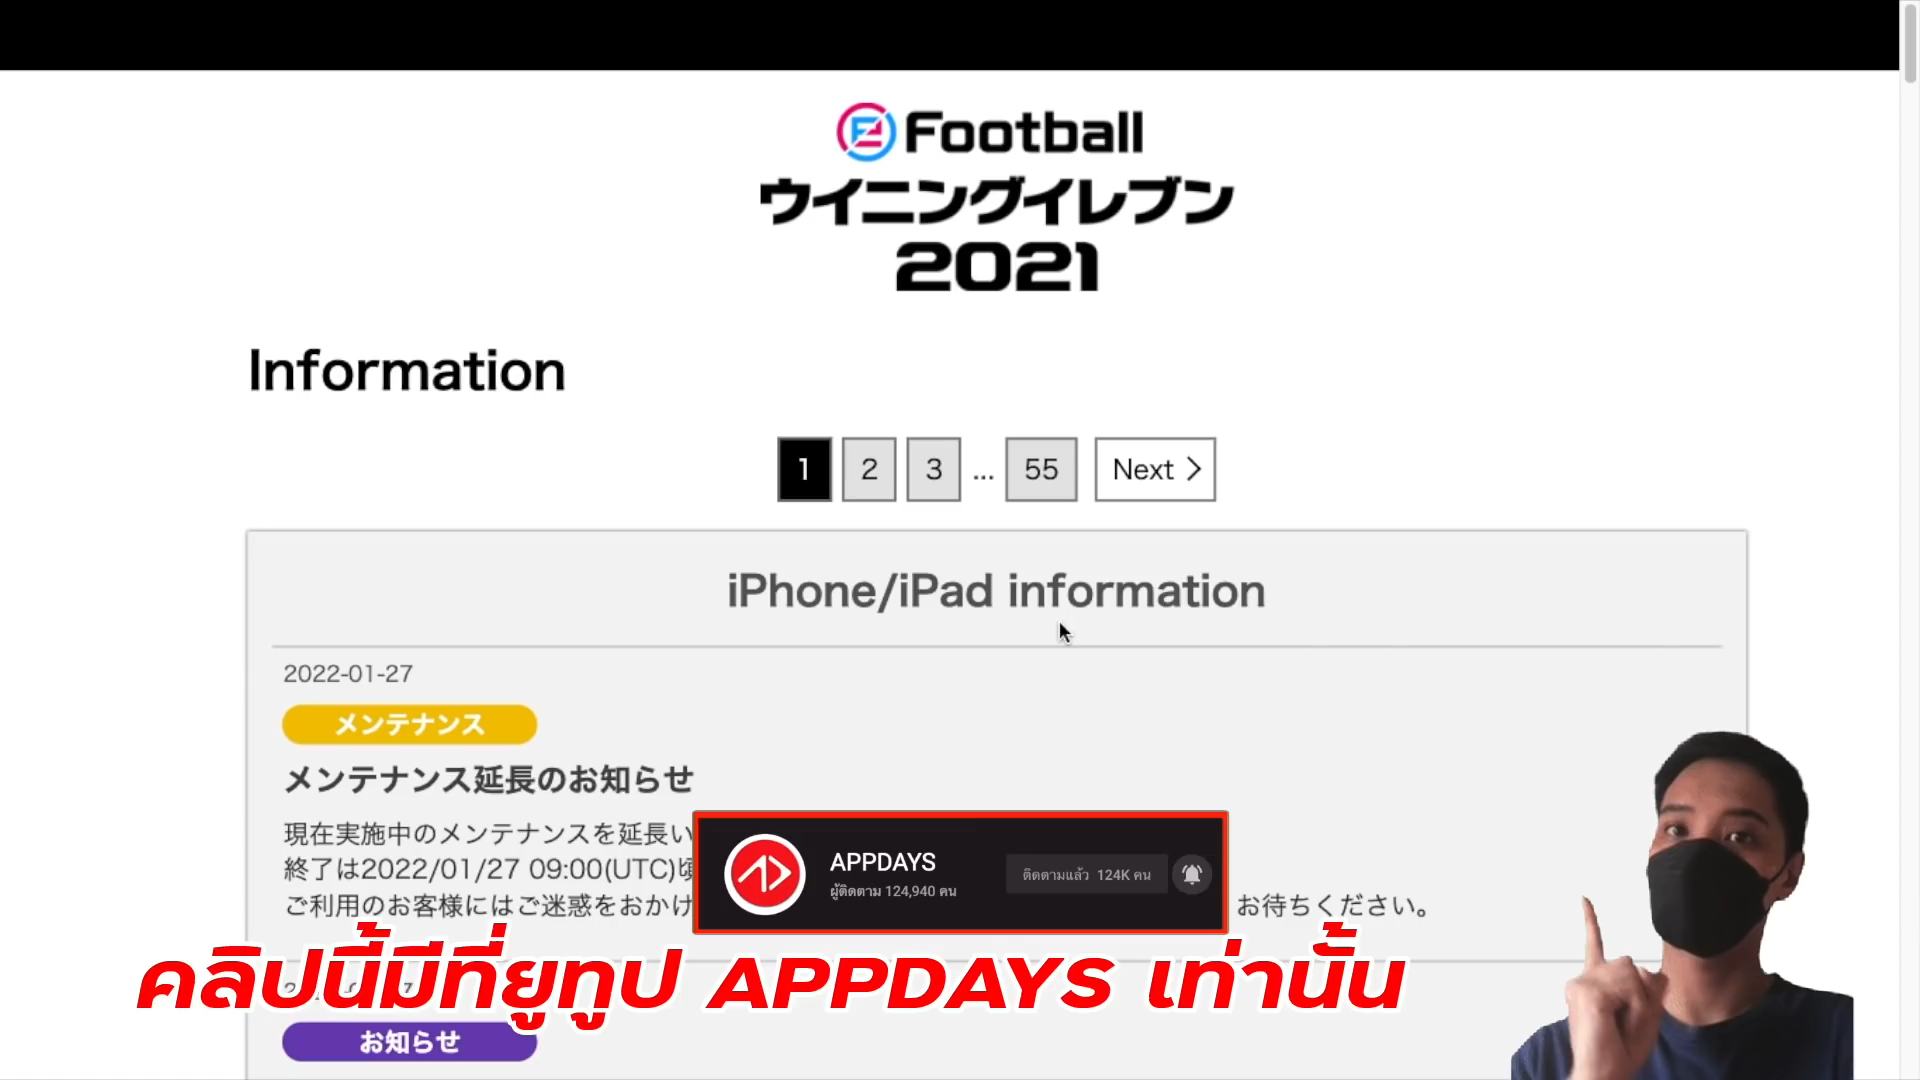 Football
ウイニングイレブン
2021
Information
1 2 3 ... 55 Next
iPhone/iPad information
2022-01-27
メンテナンス
メンテナンス延長のお知らせ
現在実施中のメンテナンスを延長い
終了は2022/01/27 09:00(UTC)頃
ご利用のお客様にはご迷惑をおかけ お待ちください。
APPDAYS
ผู้ติดตาม 124,940 คน
ติดตามแล้ว 124K คน
คลิปนี้มีที่ยูทูป APPDAYS เท่านั้น
お知らせ